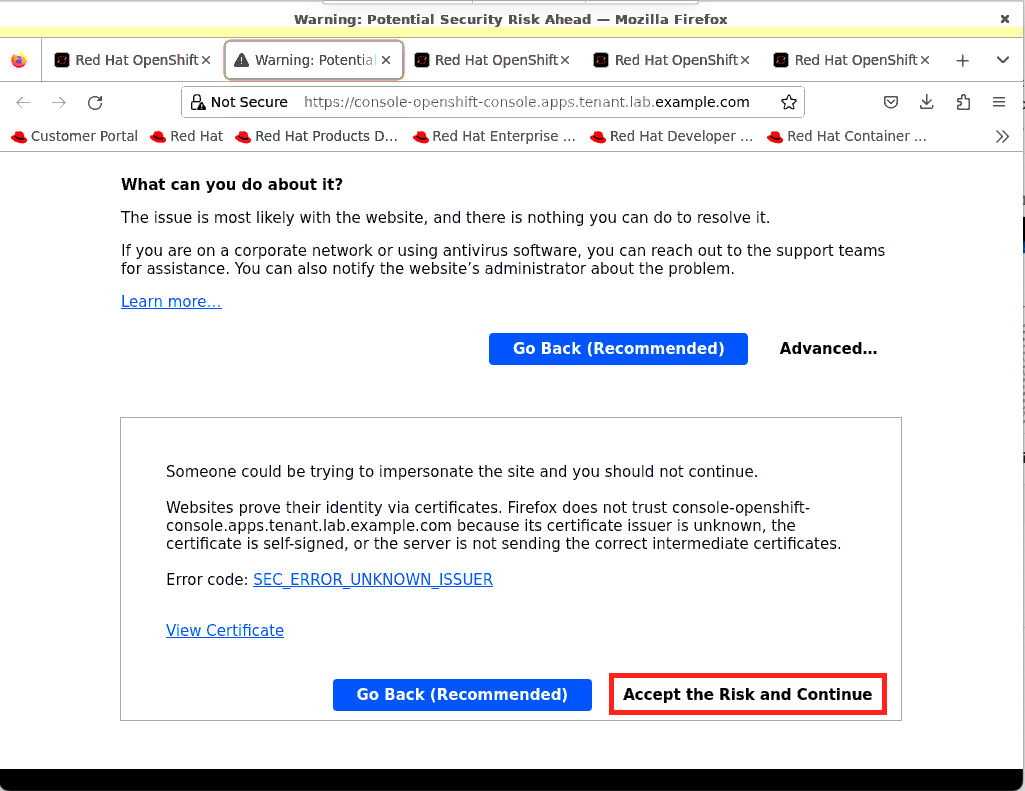 Warning: Potential Security Risk Ahead — Mozilla Firefox
Red Hat OpenShift
Warning: Potential
Red Hat OpenShift
Red Hat OpenShift
Red Hat OpenShift
Not Secure https://console-openshift-console.apps.tenant.lab.example.com
Customer Portal Red Hat Red Hat Products D… Red Hat Enterprise … Red Hat Developer … Red Hat Container …
What can you do about it?
The issue is most likely with the website, and there is nothing you can do to resolve it.
If you are on a corporate network or using antivirus software, you can reach out to the support teams
for assistance. You can also notify the website’s administrator about the problem.
Learn more…
Go Back (Recommended) Advanced…
Someone could be trying to impersonate the site and you should not continue.
Websites prove their identity via certificates. Firefox does not trust console-openshift-
console.apps.tenant.lab.example.com because its certificate issuer is unknown, the
certificate is self-signed, or the server is not sending the correct intermediate certificates.
Error code: SEC_ERROR_UNKNOWN_ISSUER
View Certificate
Go Back (Recommended) Accept the Risk and Continue